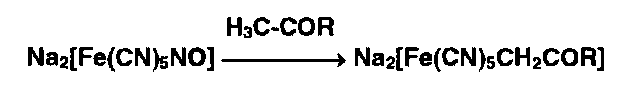 H₃C-COR
Na₂[Fe(CN)₅NO] ⟶ Na₂[Fe(CN)₅CH₂COR]